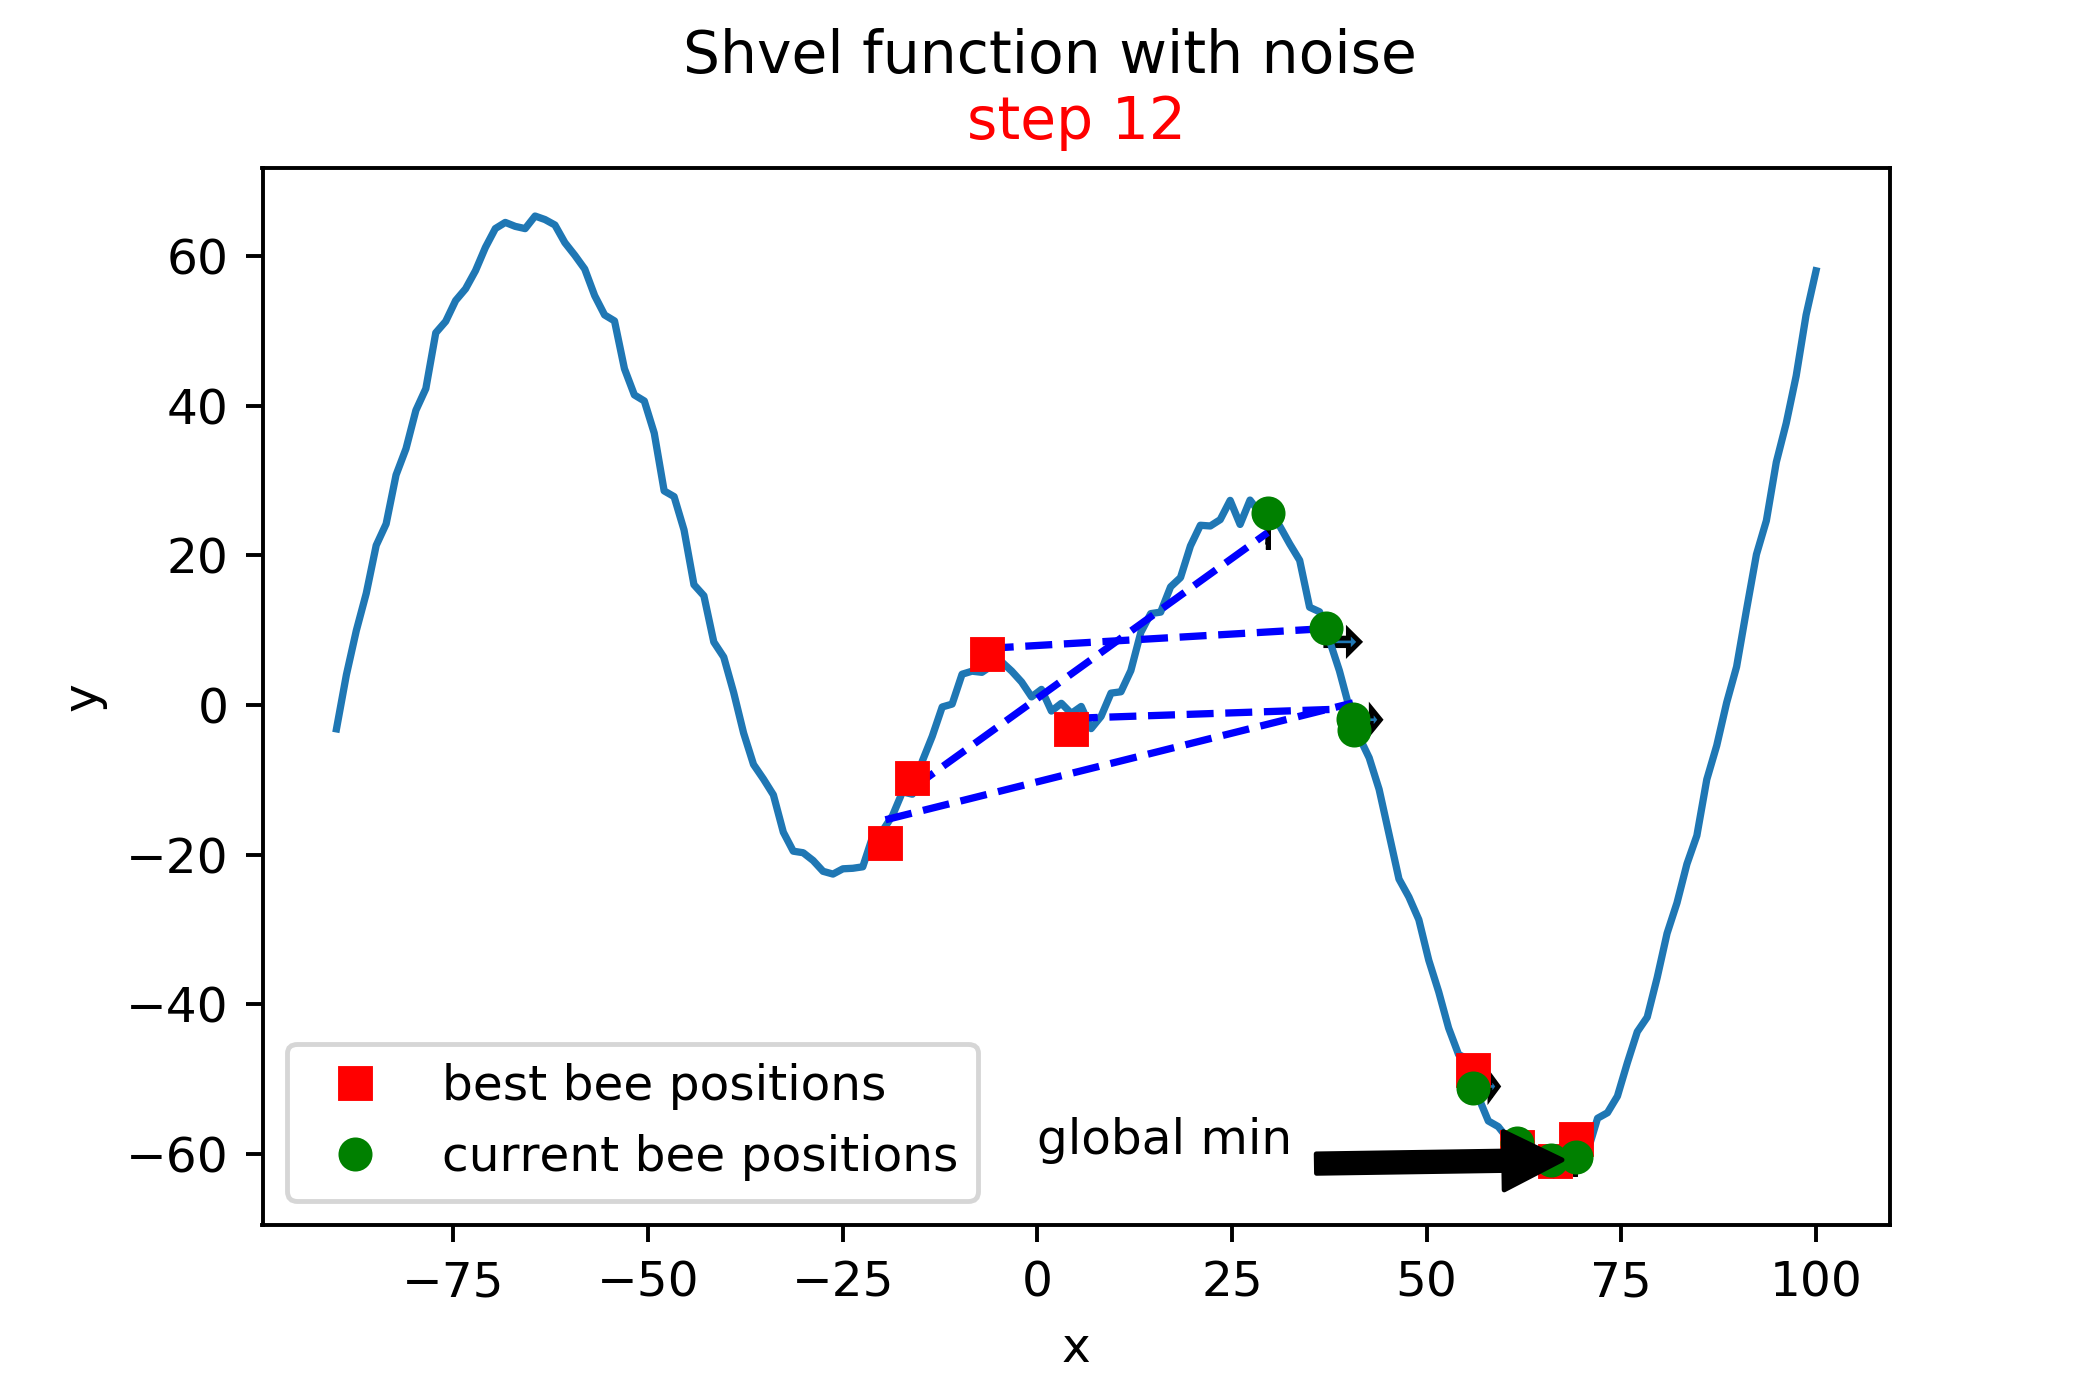 Shvel function with noise
step 12
60
40
20
0
−20
−40
−60
y
best bee positions
current bee positions
global min
−75 −50 −25 0 25 50 75 100
x